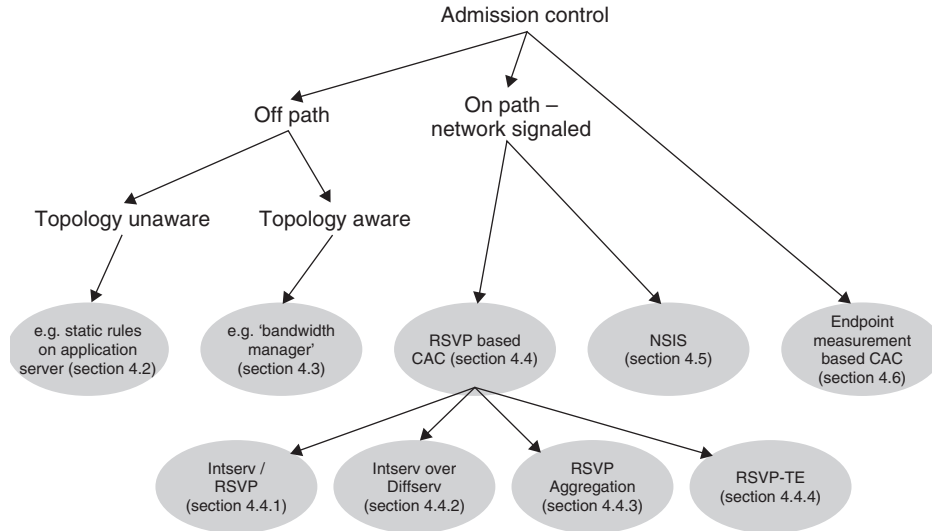 Admission control
Off path
On path –
network signaled
Topology unaware
Topology aware
e.g. static rules
on application
server (section 4.2)
e.g. ‘bandwidth
manager’
(section 4.3)
RSVP based
CAC (section 4.4)
NSIS
(section 4.5)
Endpoint
measurement
based CAC
(section 4.6)
Intserv /
RSVP
(section 4.4.1)
Intserv over
Diffserv
(section 4.4.2)
RSVP
Aggregation
(section 4.4.3)
RSVP-TE
(section 4.4.4)